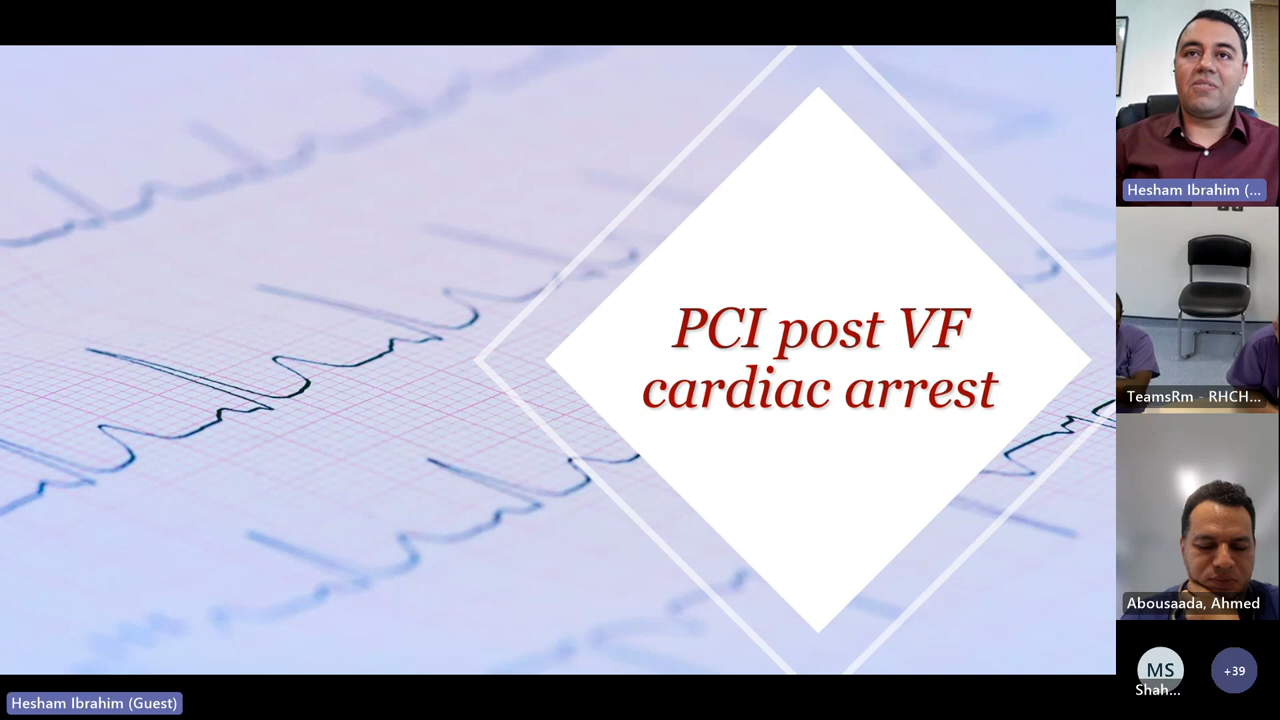 PCI post VF
cardiac arrest
Hesham Ibrahim (...
TeamsRm - RHCH...
Abousaada, Ahmed
MS
Shah...
+39
Hesham Ibrahim (Guest)